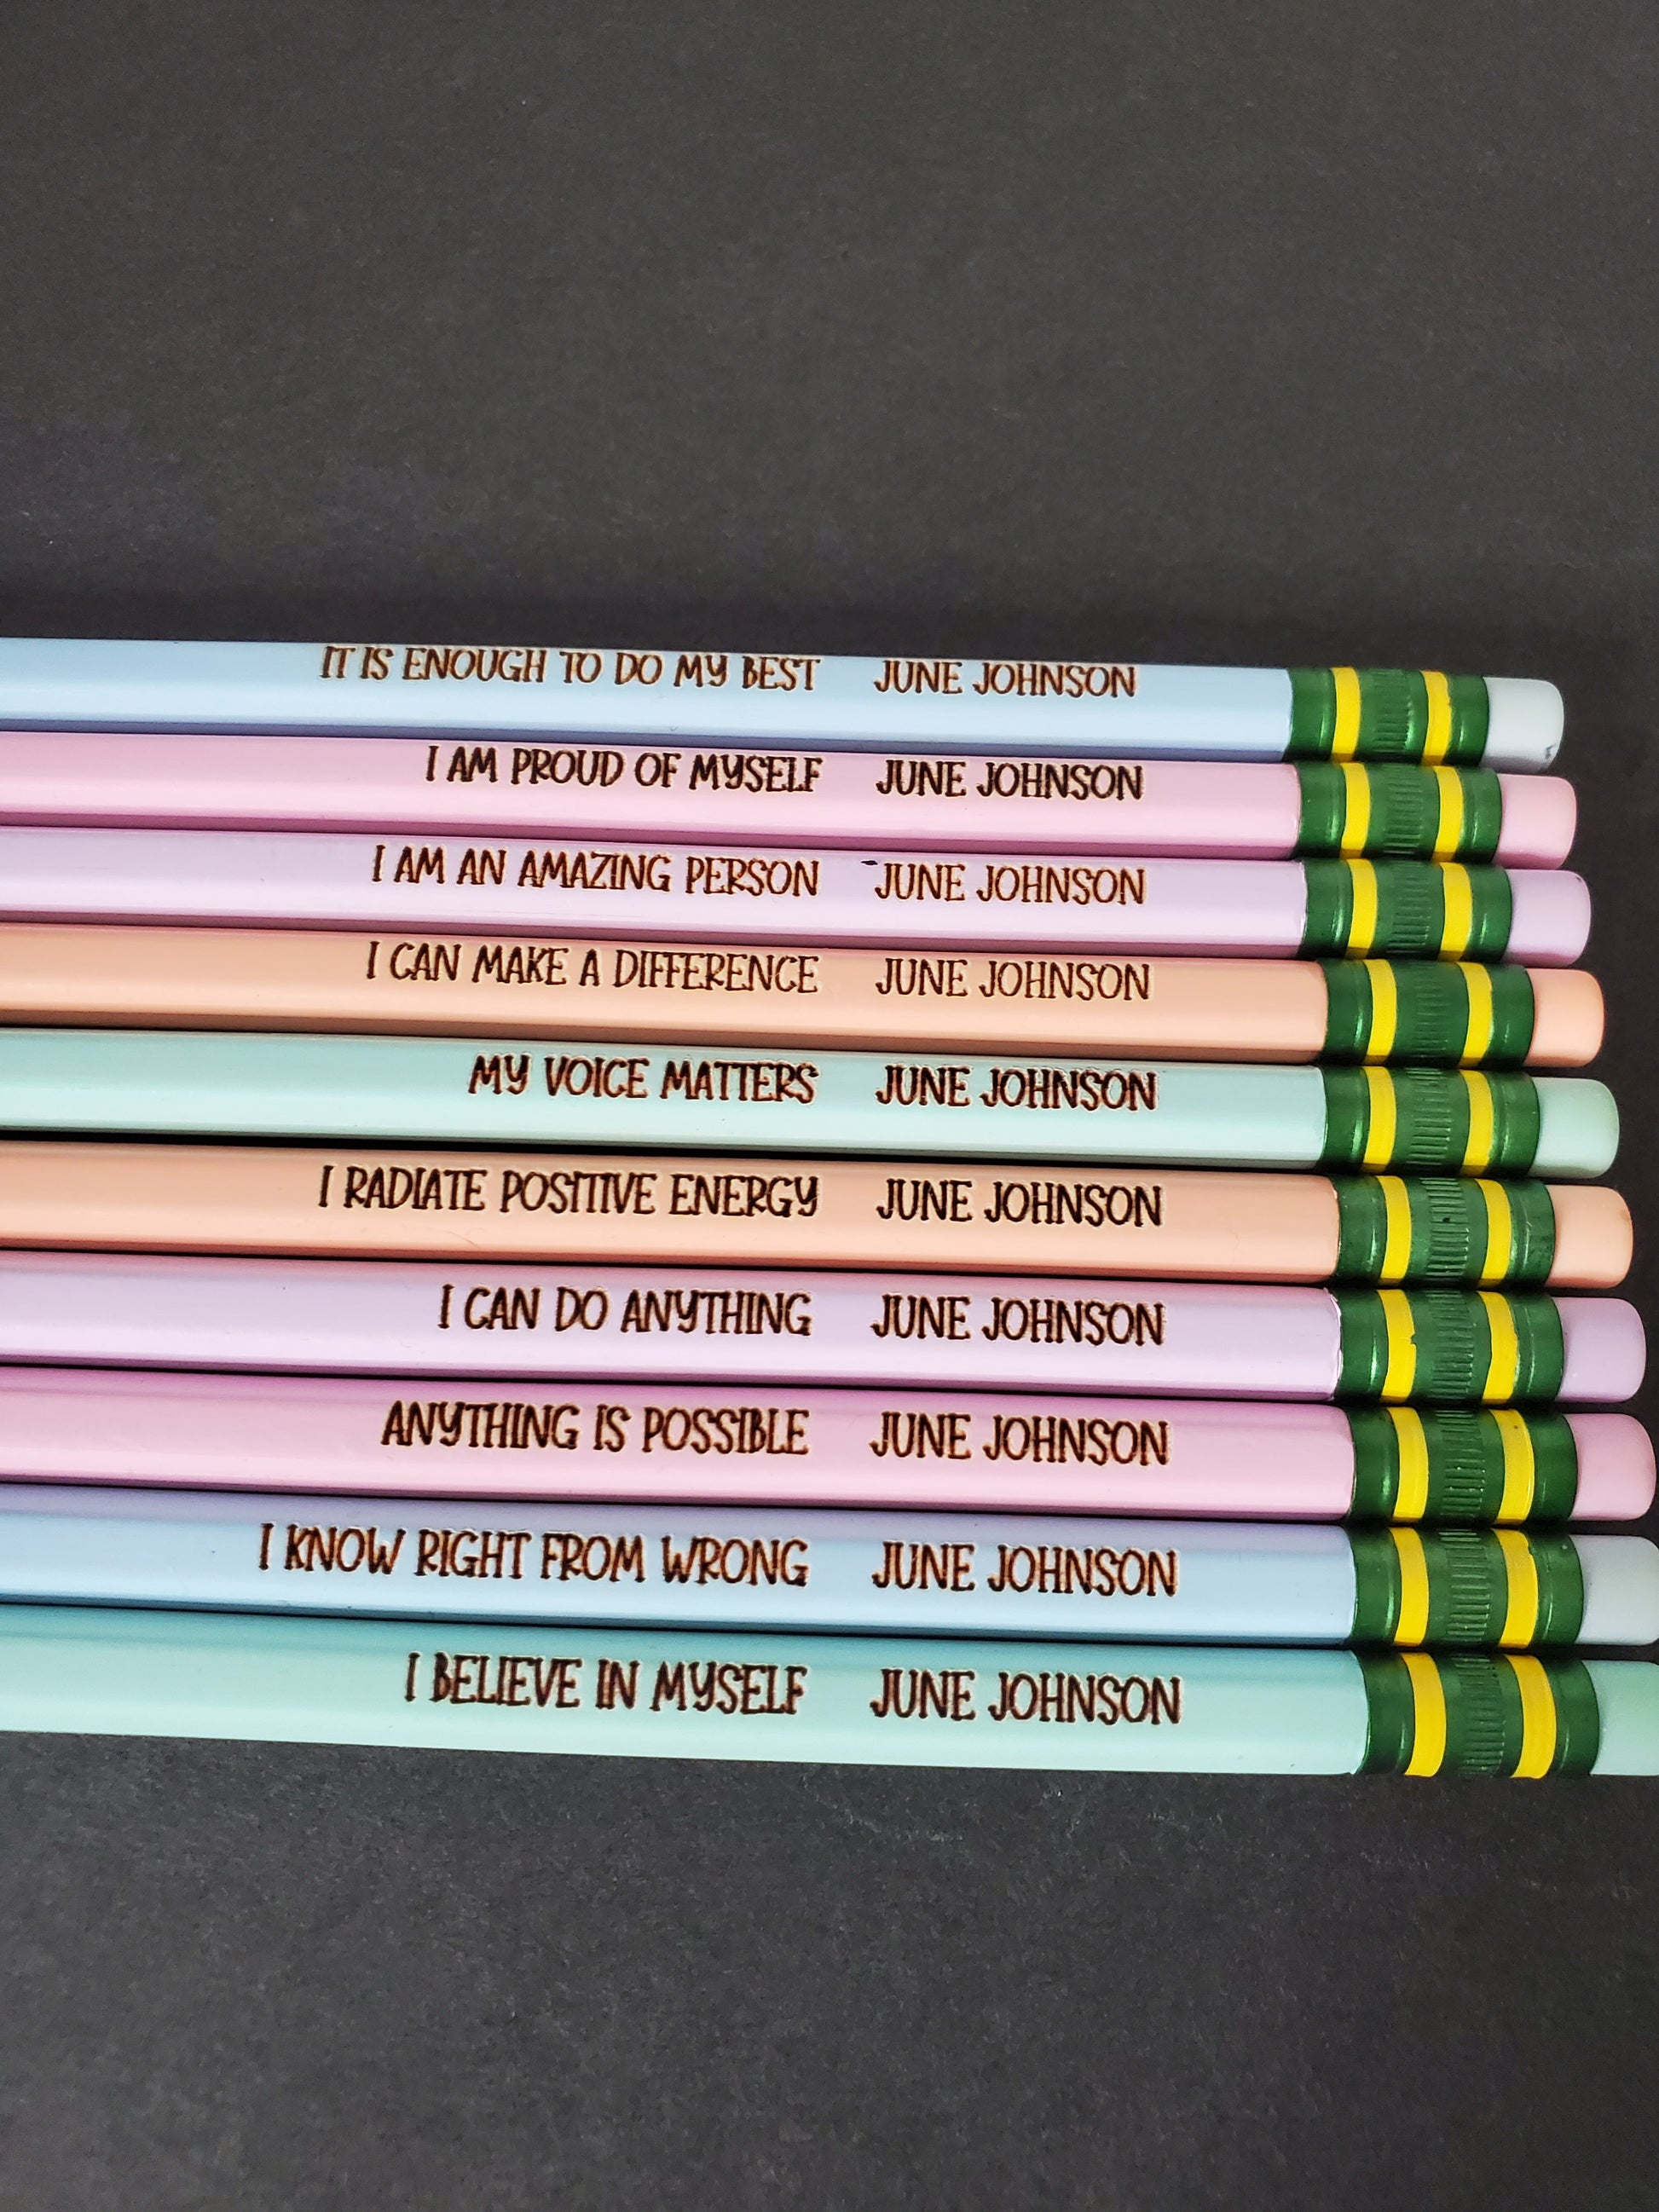 IT IS ENOUGH TO DO MY BEST JUNE JOHNSON
I AM PROUD OF MYSELF JUNE JOHNSON
I AM AN AMAZING PERSON JUNE JOHNSON
I CAN MAKE A DIFFERENCE JUNE JOHNSON
MY VOICE MATTERS JUNE JOHNSON
I RADIATE POSITIVE ENERGY JUNE JOHNSON
I CAN DO ANYTHING JUNE JOHNSON
ANYTHING IS POSSIBLE JUNE JOHNSON
I KNOW RIGHT FROM WRONG JUNE JOHNSON
I BELIEVE IN MYSELF JUNE JOHNSON